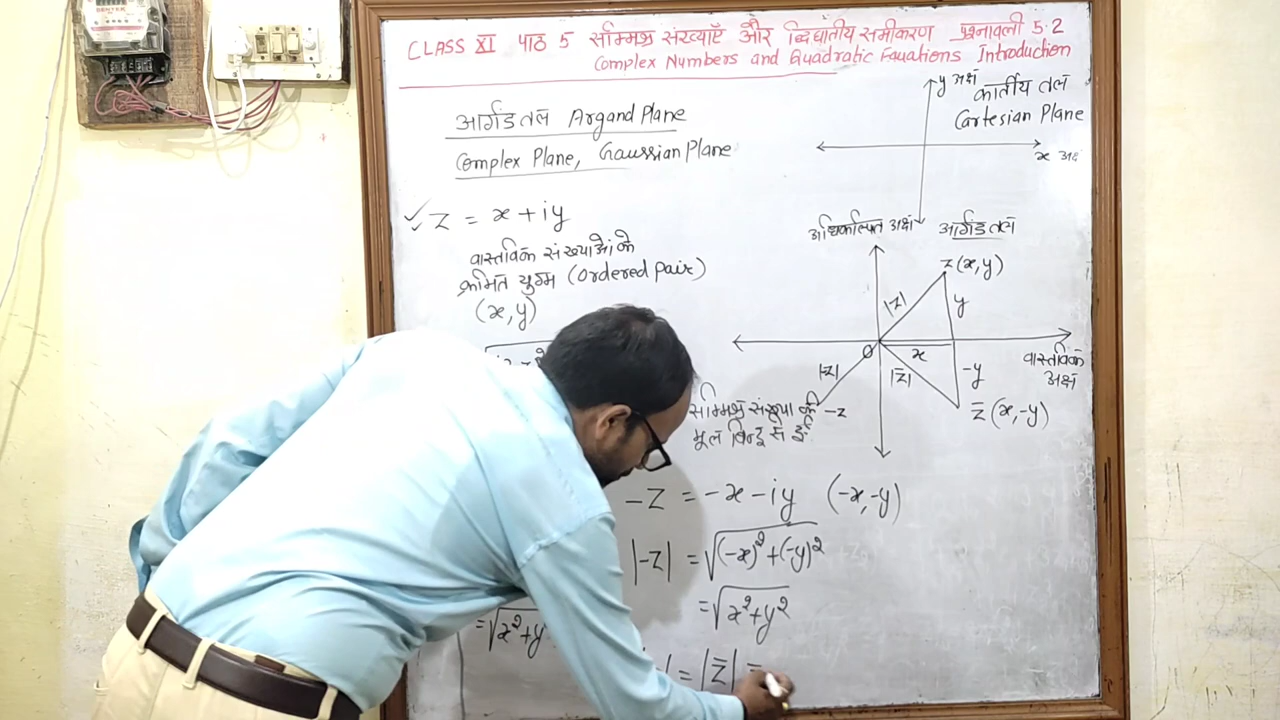 CLASS XI पाठ 5 सम्मिश्र संख्याएँ और द्विघातीय समीकरण प्रश्नावली 5.2
Complex Numbers and Quadratic Equations Introduction
आर्गंड तल Argand Plane
Complex Plane, Gaussian Plane
y अक्ष
कार्तीय तल
Cartesian Plane
x अक्ष
✓ z = x + iy
वास्तविक संख्याओं के
क्रमित युग्म (ordered pair)
(x, y)
अधिकल्पित अक्ष
आर्गंड तल
z(x, y)
|z|
y
O
x
वास्तविक
अक्ष
|z̄|
-y
z̄(x, -y)
|-z|
-z
सम्मिश्र संख्या की
मूल बिन्दु से
-z = -x - iy (-x, -y)
|-z| = √(-x)² + (-y)²
= √x² + y²
= √x² + y
= |z̄| =